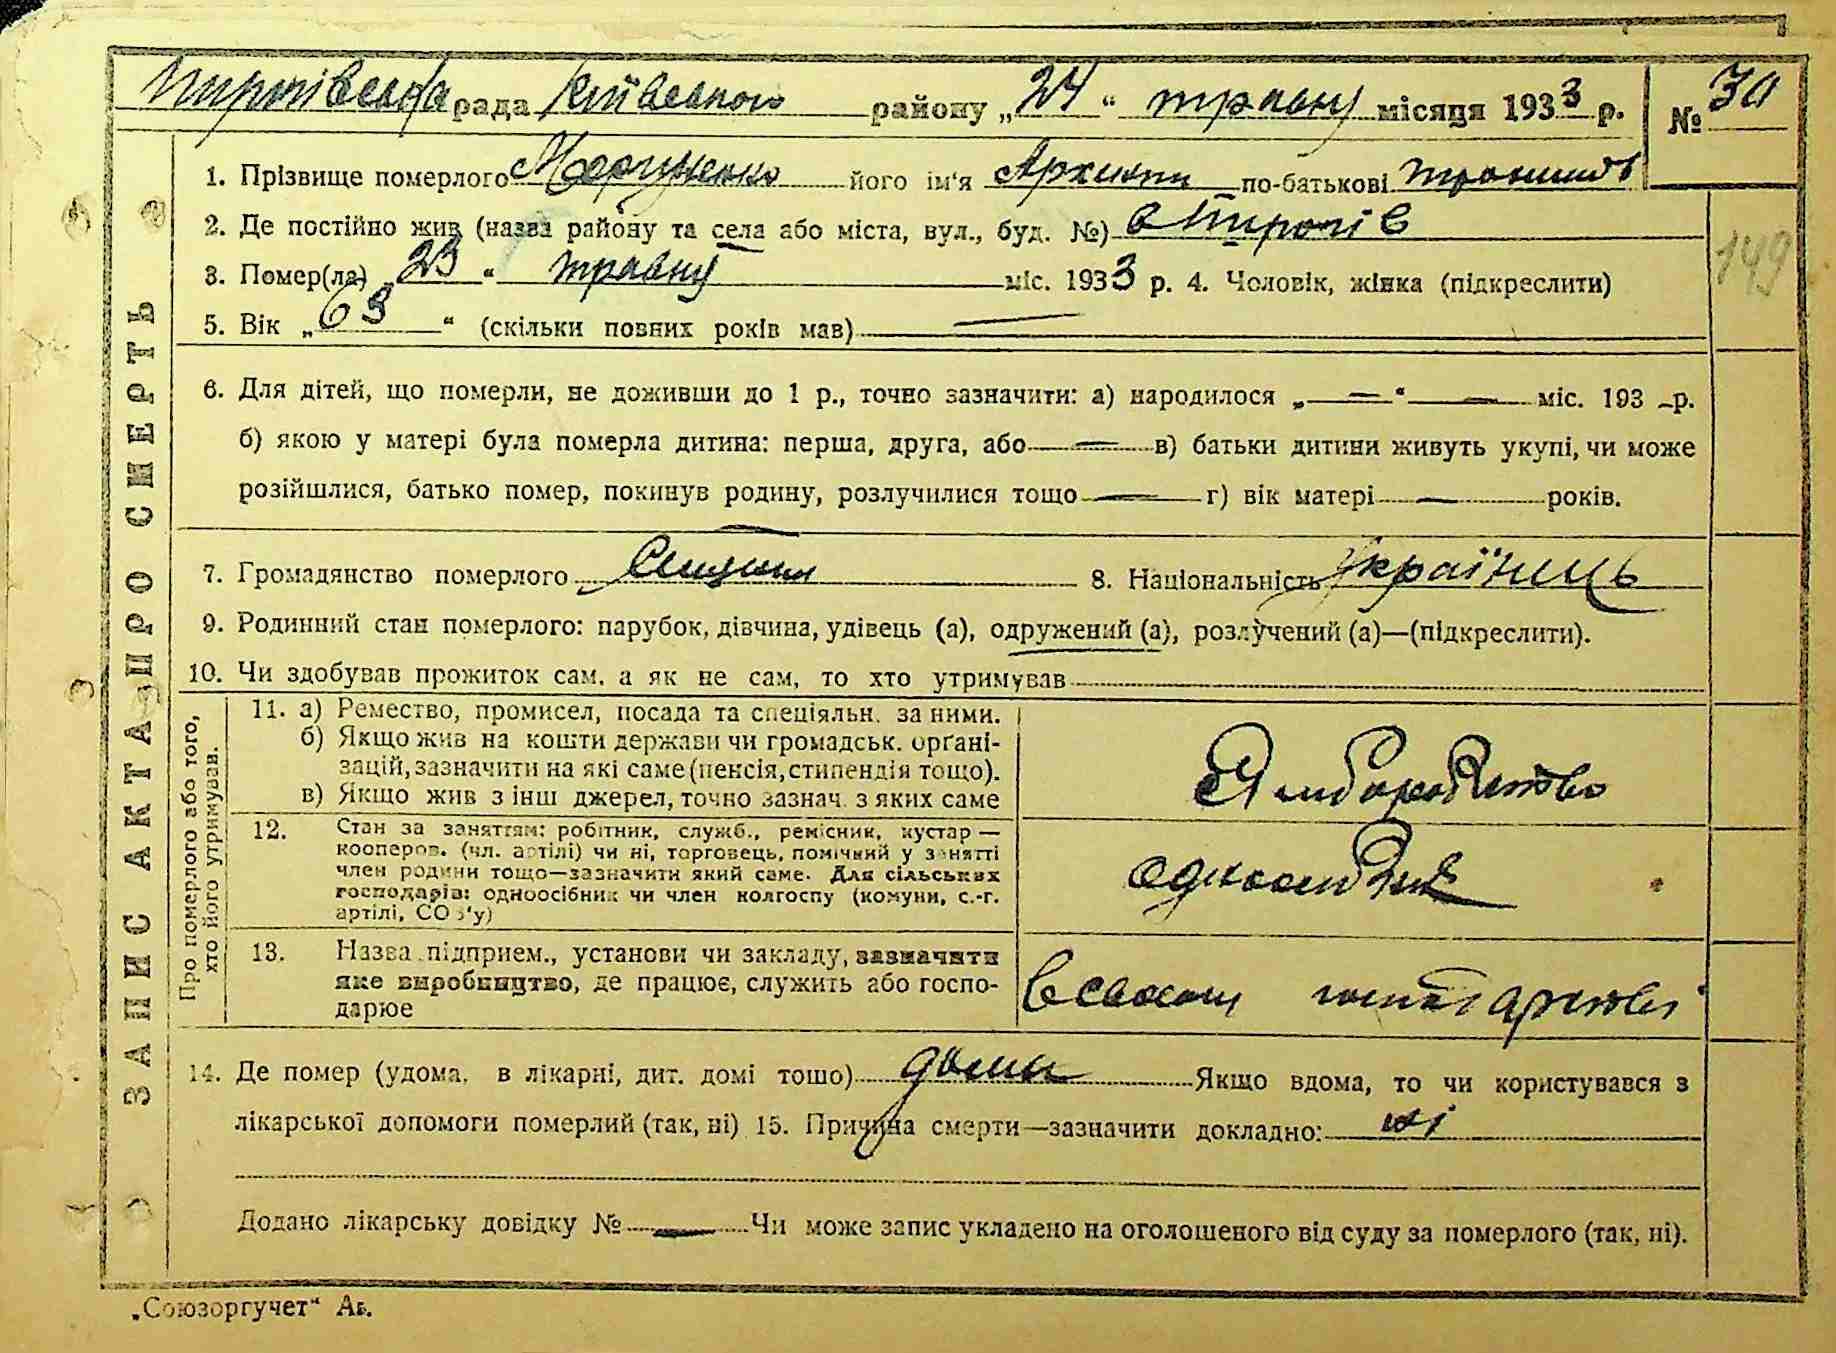 Пирогівська рада Київського району „24“ травня місяця 1933 р. № 30
1. Прізвище померлого його ім'я Архипп по-батькові
2. Де постійно жив (назва району та села або міста, вул., буд. №) с Пирогів
3. Помер(ла) „23“ травня міс. 1933 р. 4. Чоловік, жінка (підкреслити)
149
5. Вік „63“ (скільки повних років мав) —
6. Для дітей, що померли, не доживши до 1 р., точно зазначити: а) народилося „—“ — міс. 193 – р.
б) якою у матері була померла дитина: перша, друга, або — в) батьки дитини живуть укупі, чи може
розійшлися, батько помер, покинув родину, розлучилися тощо — г) вік матері — років.
7. Громадянство померлого 8. Національність Українець
9. Родинний стан померлого: парубок, дівчина, удівець (а), одружений (а), розлучений (а)—(підкреслити).
10. Чи здобував прожиток сам, а як не сам, то хто утримував
ЗАПИС АКТА ПРО СМЕРТЬ
Про померлого або того, хто його утримував.
11. а) Ремество, промисел, посада та спеціяльн. за ними.
б) Якщо жив на кошти держави чи громадськ. орґані-
зацій, зазначити на які саме (пенсія, стипендія тощо).
в) Якщо жив з інш джерел, точно зазнач. з яких саме
Хліборобство
12. Стан за заняттям: робітник, служб., ремісник, кустар —
кооперов. (чл. артілі) чи ні, торговець, помічний у занятті
член родини тощо—зазначити який саме. Для сільських
господарів: одноосібник чи член колгоспу (комуни, с.-г.
артілі, СОЗ'у)
односібник
13. Назва підприєм., установи чи закладу, зазначити
яке виробництво, де працює, служить або госпо-
дарює
в своєму господарстві
14. Де помер (удома, в лікарні, дит. домі тощо) дома Якщо вдома, то чи користувався з
лікарської допомоги померлий (так, ні) 15. Причина смерти—зазначити докладно: ні
Додано лікарську довідку № — Чи може запис укладено на оголошеного від суду за померлого (так, ні).
„Союзоргучет“ Ав.